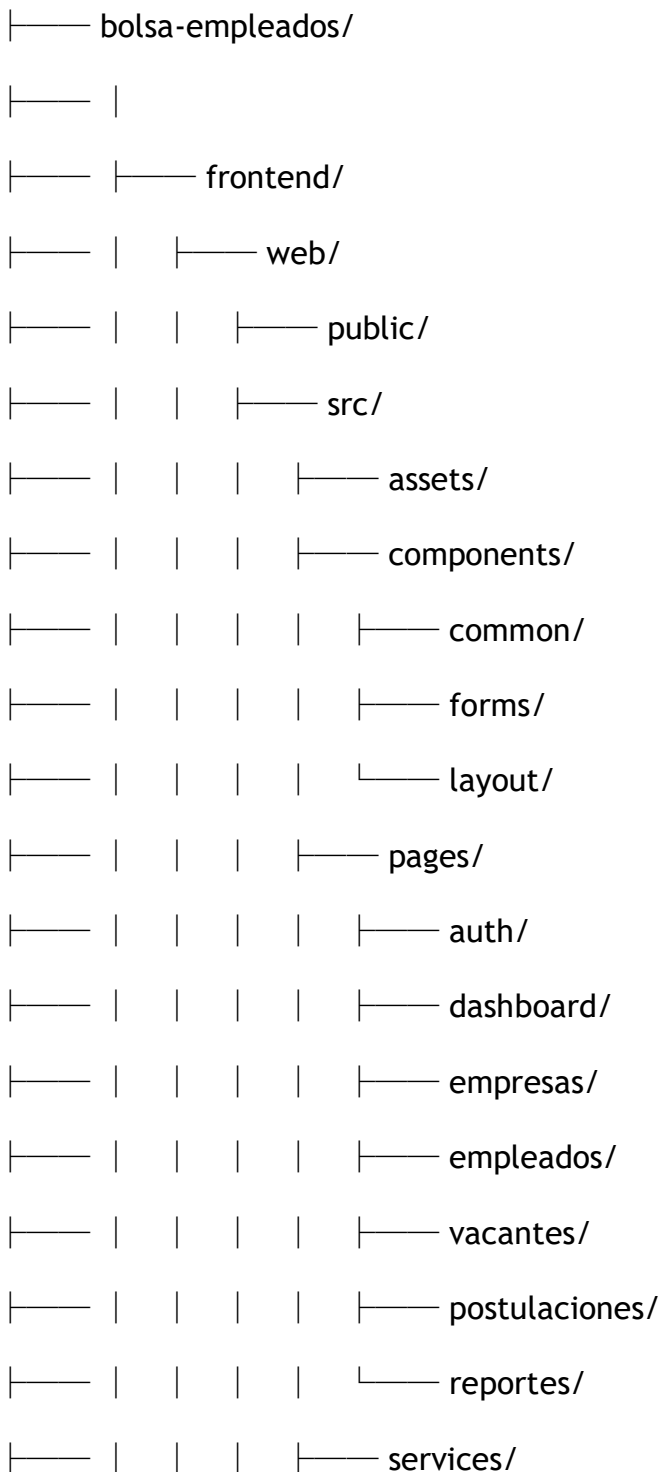 ├── bolsa-empleados/
├── │
├── ├── frontend/
├── │   ├── web/
├── │   │   ├── public/
├── │   │   ├── src/
├── │   │   │   ├── assets/
├── │   │   │   ├── components/
├── │   │   │   │   ├── common/
├── │   │   │   │   ├── forms/
├── │   │   │   │   └── layout/
├── │   │   │   ├── pages/
├── │   │   │   │   ├── auth/
├── │   │   │   │   ├── dashboard/
├── │   │   │   │   ├── empresas/
├── │   │   │   │   ├── empleados/
├── │   │   │   │   ├── vacantes/
├── │   │   │   │   ├── postulaciones/
├── │   │   │   │   └── reportes/
├── │   │   │   ├── services/